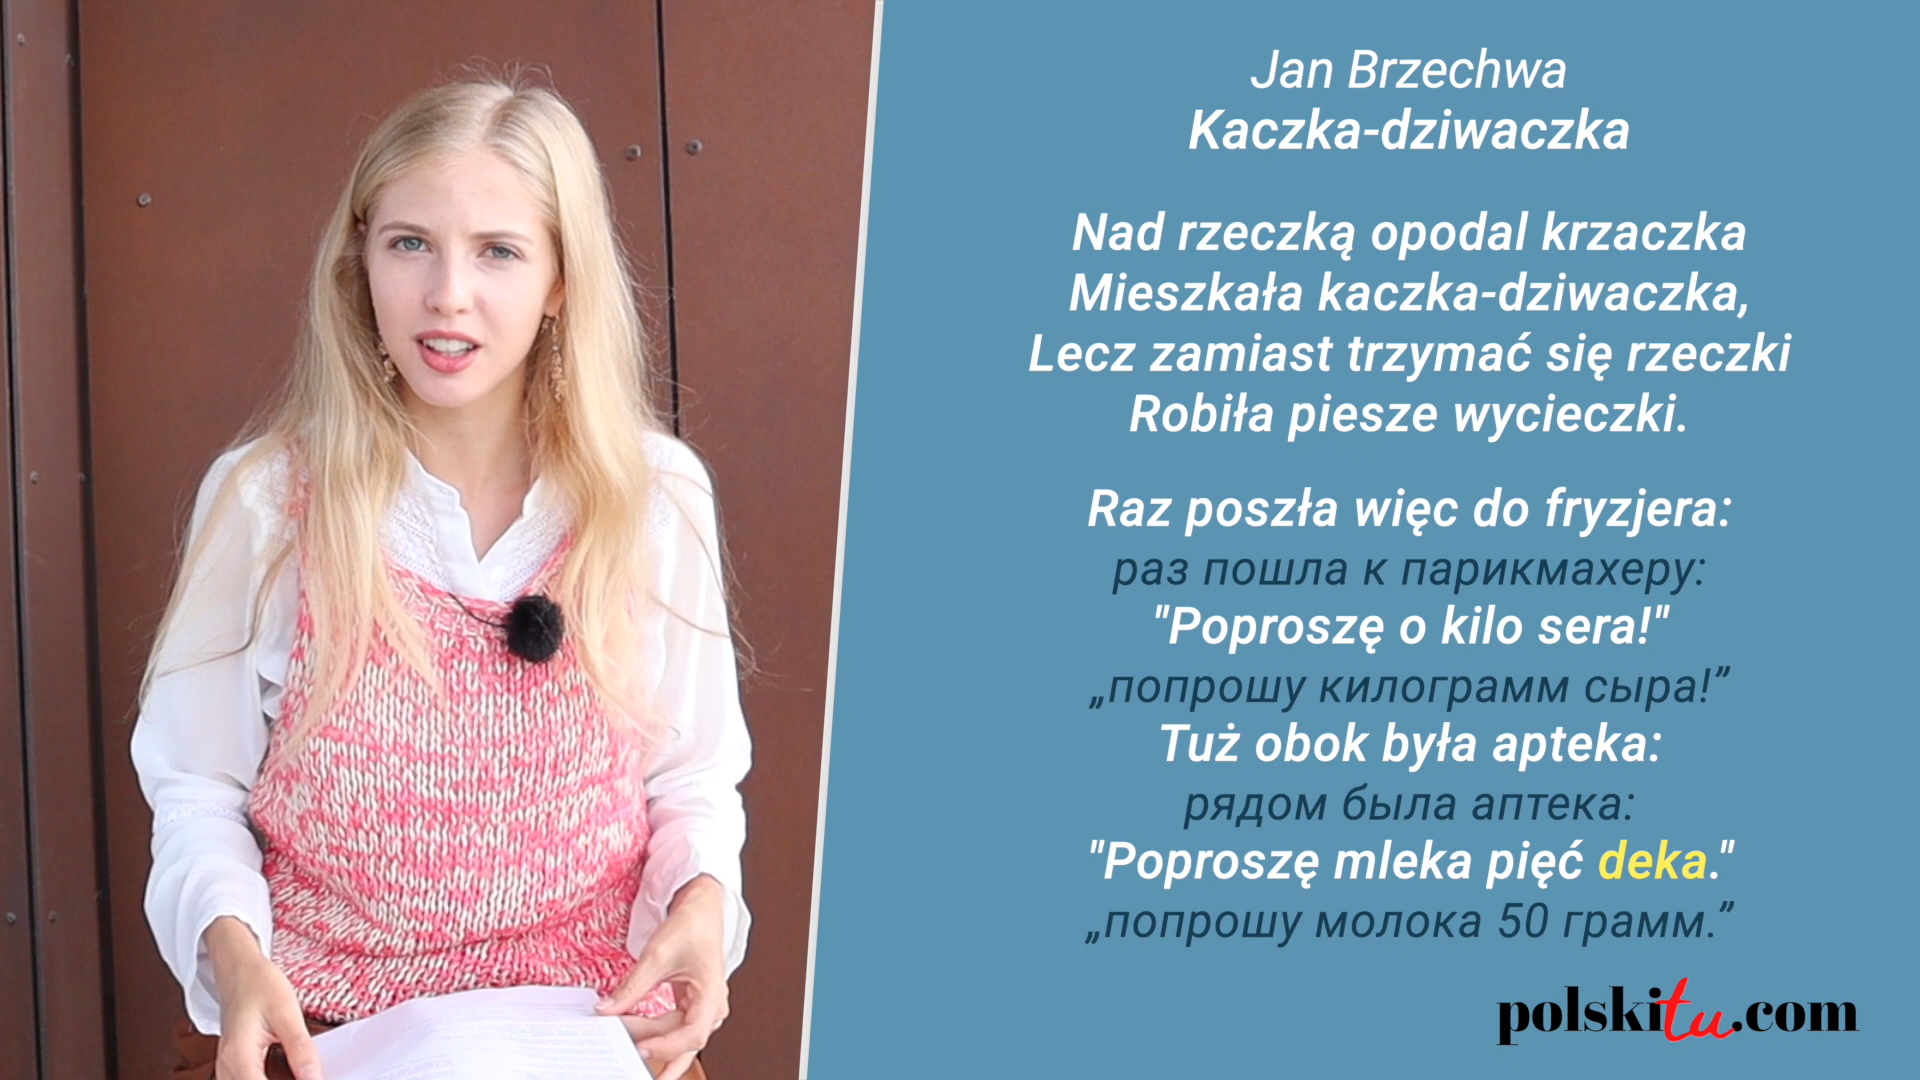 Jan Brzechwa
Kaczka-dziwaczka
Nad rzeczką opodal krzaczka
Mieszkała kaczka-dziwaczka,
Lecz zamiast trzymać się rzeczki
Robiła piesze wycieczki.
Raz poszła więc do fryzjera:
раз пошла к парикмахеру:
"Poproszę o kilo sera!"
„попрошу килограмм сыра!”
Tuż obok była apteka:
рядом была аптека:
"Poproszę mleka pięć deka."
„попрошу молока 50 грамм.”
polskitu.com